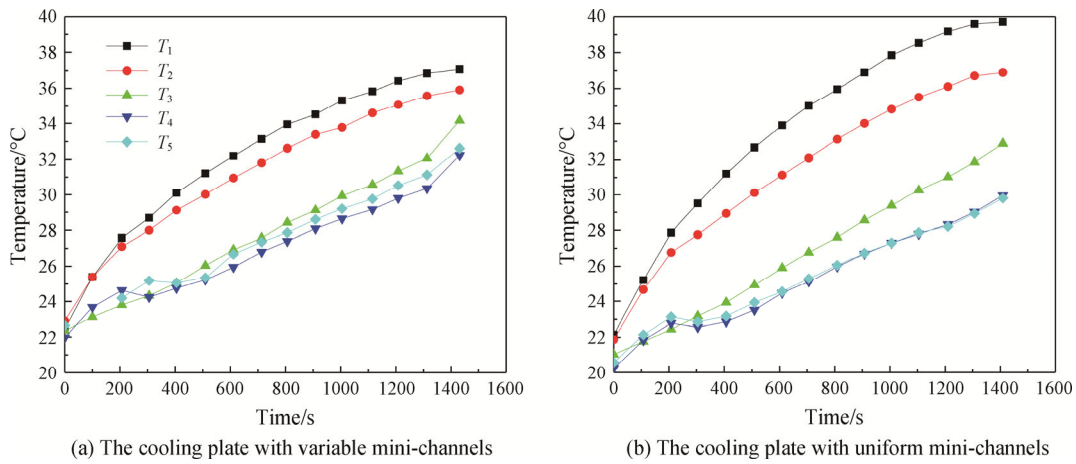 40
38
36
34
32
30
28
26
24
22
20
Temperature/°C
T1
T2
T3
T4
T5
0 200 400 600 800 1000 1200 1400 1600
Time/s
(a) The cooling plate with variable mini-channels
40
38
36
34
32
30
28
26
24
22
20
Temperature/°C
0 200 400 600 800 1000 1200 1400 1600
Time/s
(b) The cooling plate with uniform mini-channels